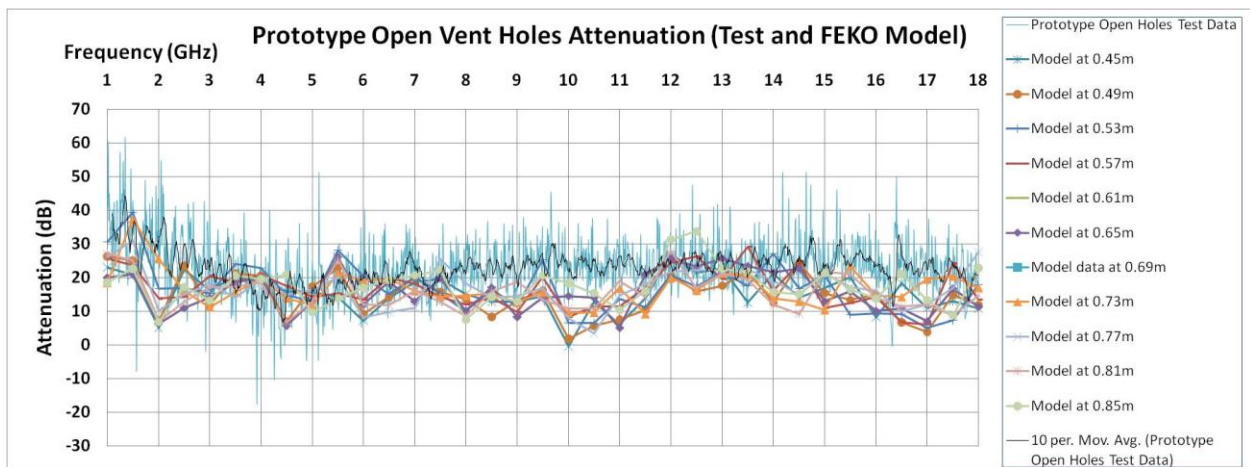 Prototype Open Vent Holes Attenuation (Test and FEKO Model)
Frequency (GHz)
1 2 3 4 5 6 7 8 9 10 11 12 13 14 15 16 17 18
Attenuation (dB)
70
60
50
40
30
20
10
0
-10
-20
-30
Prototype Open Holes Test Data
Model at 0.45m
Model at 0.49m
Model at 0.53m
Model at 0.57m
Model at 0.61m
Model at 0.65m
Model data at 0.69m
Model at 0.73m
Model at 0.77m
Model at 0.81m
Model at 0.85m
10 per. Mov. Avg. (Prototype
Open Holes Test Data)